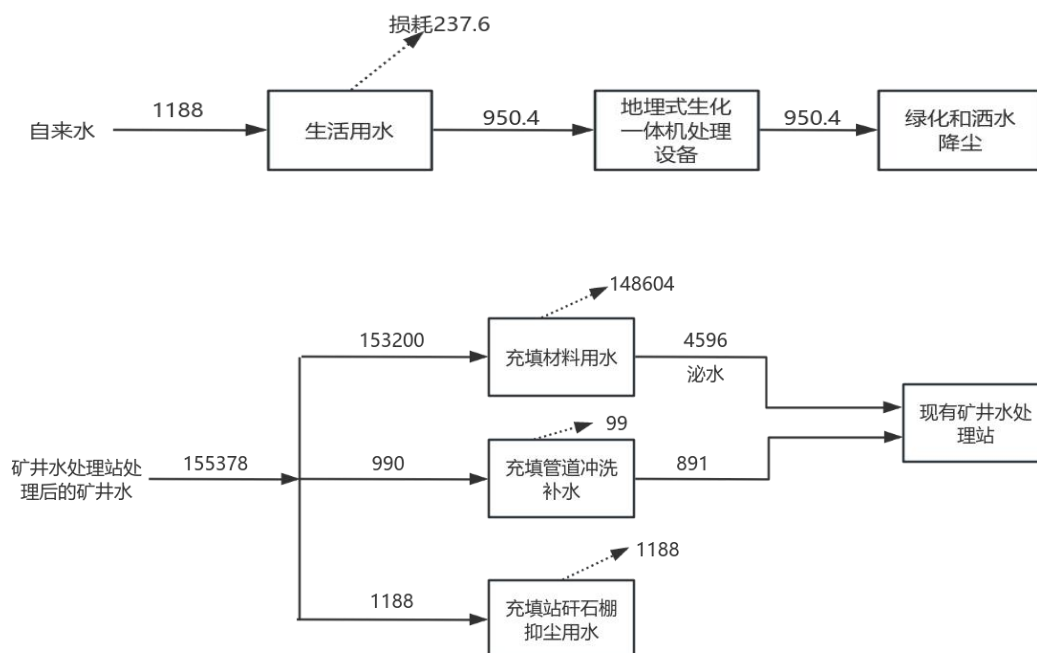 损耗237.6
自来水
1188
生活用水
950.4
地埋式生化
一体机处理
设备
950.4
绿化和洒水
降尘
148604
153200
充填材料用水
4596
泌水
现有矿井水处
理站
99
矿井水处理站处
理后的矿井水
155378
990
充填管道冲洗
补水
891
1188
1188
充填站矸石棚
抑尘用水